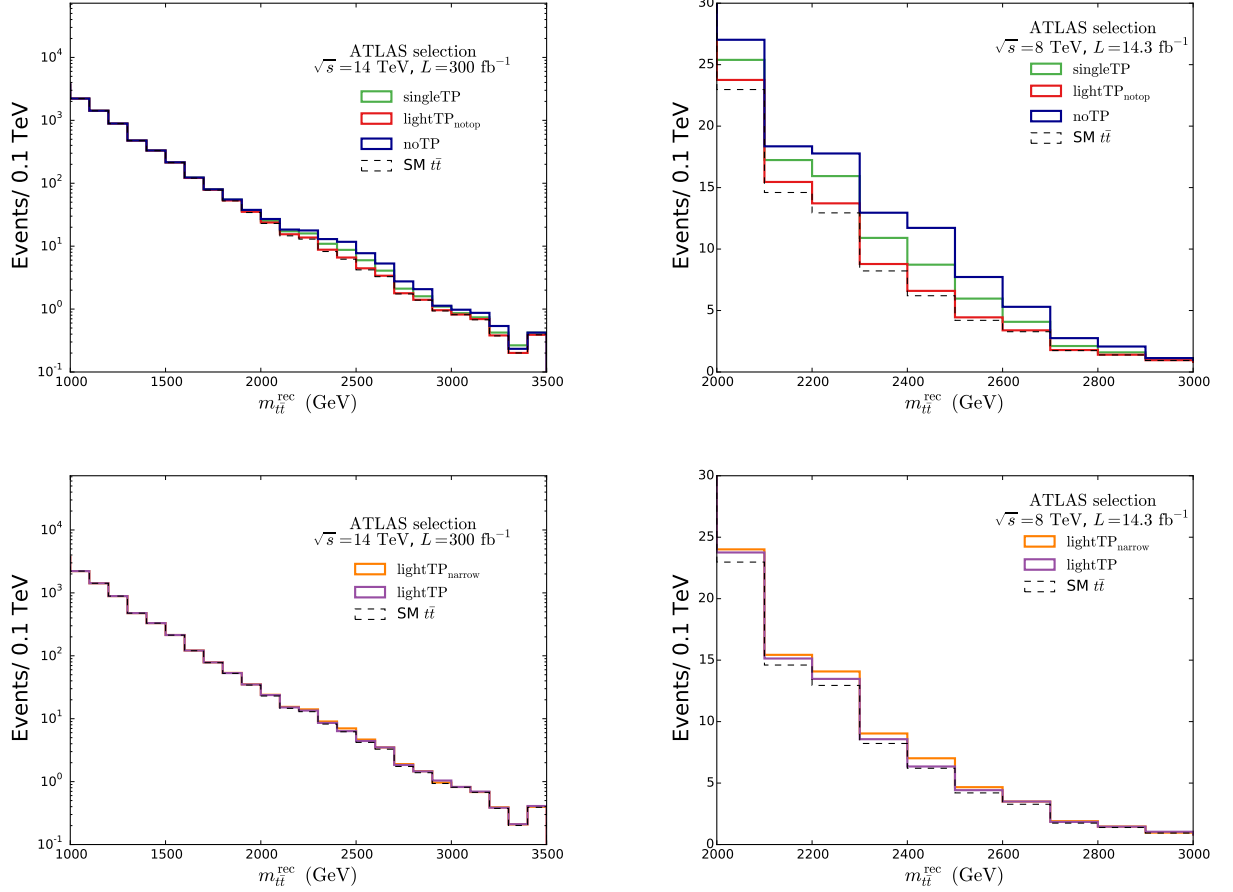 ATLAS selection
√s =14 TeV, L=300 fb⁻¹
singleTP
lightTP_notop
noTP
SM tt̄
Events/ 0.1 TeV
10⁴
10³
10²
10¹
10⁰
10⁻¹
1000 1500 2000 2500 3000 3500
m_tt̄^rec (GeV)
ATLAS selection
√s =8 TeV, L=14.3 fb⁻¹
singleTP
lightTP_notop
noTP
SM tt̄
Events/ 0.1 TeV
30
25
20
15
10
5
0
2000 2200 2400 2600 2800 3000
m_tt̄^rec (GeV)
ATLAS selection
√s =14 TeV, L=300 fb⁻¹
lightTP_narrow
lightTP
SM tt̄
Events/ 0.1 TeV
10⁴
10³
10²
10¹
10⁰
10⁻¹
1000 1500 2000 2500 3000 3500
m_tt̄^rec (GeV)
ATLAS selection
√s =8 TeV, L=14.3 fb⁻¹
lightTP_narrow
lightTP
SM tt̄
Events/ 0.1 TeV
30
25
20
15
10
5
0
2000 2200 2400 2600 2800 3000
m_tt̄^rec (GeV)